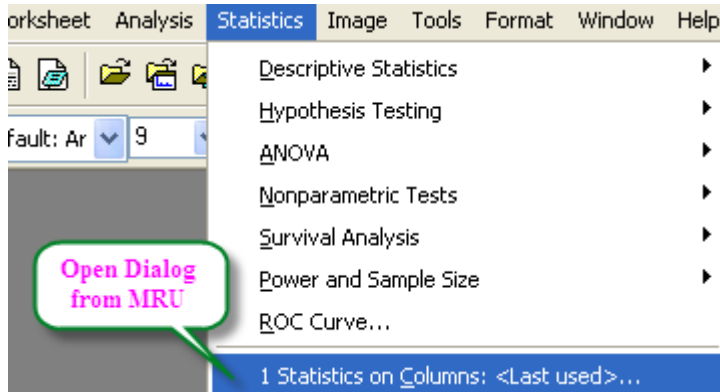 orksheet Analysis Statistics Image Tools Format Window Help
fault: Ar 9
Descriptive Statistics
Hypothesis Testing
ANOVA
Nonparametric Tests
Survival Analysis
Power and Sample Size
ROC Curve...
Open Dialog
from MRU
1 Statistics on Columns: <Last used>...